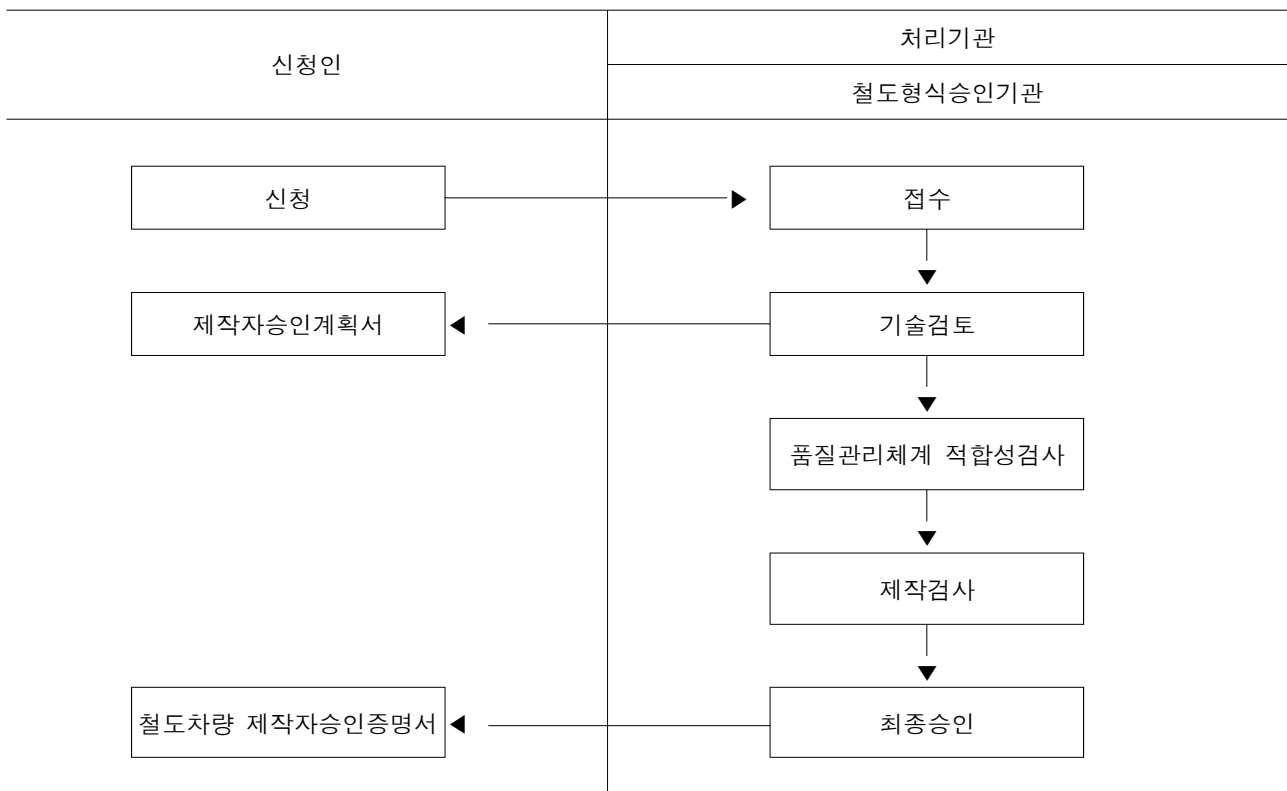 신청인
처리기관
철도형식승인기관
신청
접수
제작자승인계획서
기술검토
품질관리체계 적합성검사
제작검사
철도차량 제작자승인증명서
최종승인